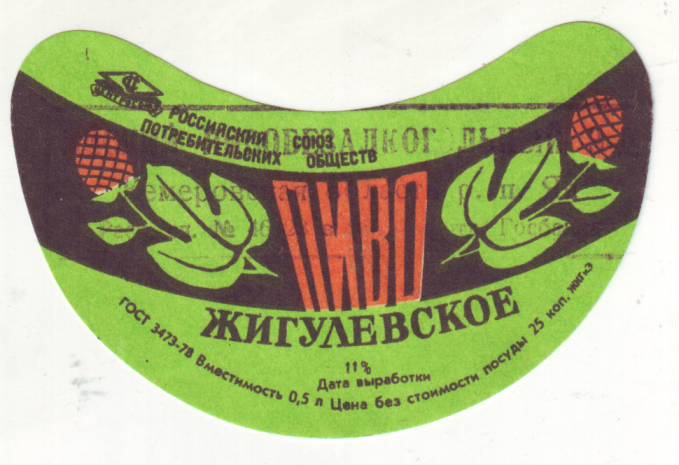 ЦЕНТРОСОЮЗ
РОССИЙСКИЙ СОЮЗ
ПОТРЕБИТЕЛЬСКИХ ОБЩЕСТВ
ПИВО
ЖИГУЛЕВСКОЕ
11%
Дата выработки
ГОСТ 3473-78 Вместимость 0,5 л Цена без стоимости посуды 25 коп.